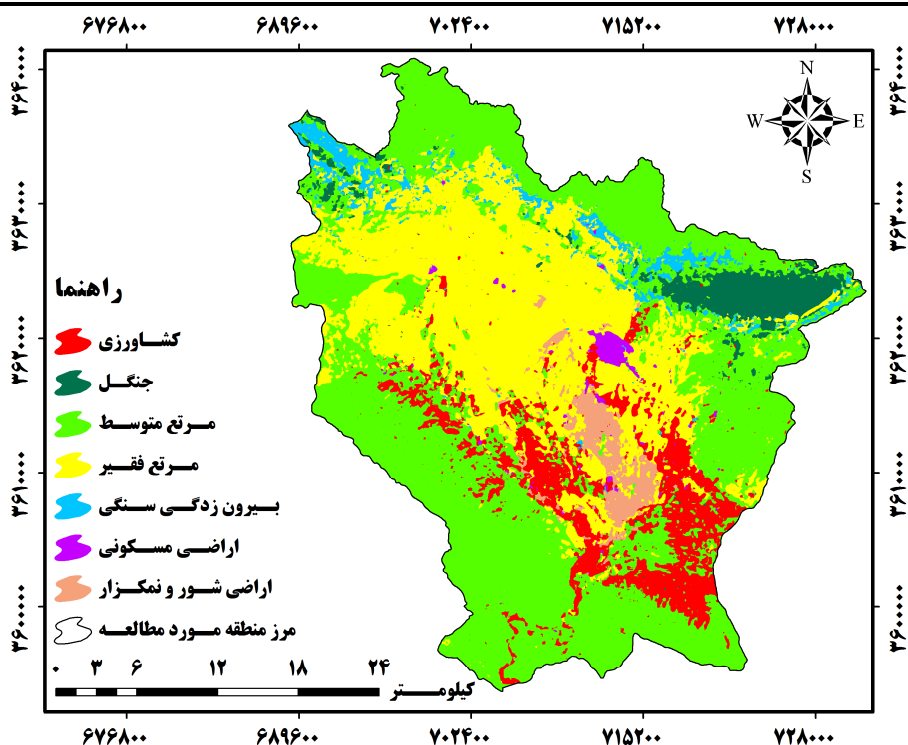 ۶۷۶۸۰۰ ۶۸۹۶۰۰ ۷۰۲۴۰۰ ۷۱۵۲۰۰ ۷۲۸۰۰۰
۳۶۴۰۰۰۰ ۳۶۴۰۰۰۰
N
W E
S
۳۶۳۰۰۰۰ ۳۶۳۰۰۰۰
راهنما
۳۶۲۰۰۰۰ ۳۶۲۰۰۰۰
کشاورزی
جنگل
مرتع متوسط
مرتع فقیر
۳۶۱۰۰۰۰ ۳۶۱۰۰۰۰
بیرون زدگی سنگی
اراضی مسکونی
اراضی شور و نمکزار
۳۶۰۰۰۰۰ ۳۶۰۰۰۰۰
مرز منطقه مورد مطالعه
۰ ۳ ۶ ۱۲ ۱۸ ۲۴
کیلومتر
۶۷۶۸۰۰ ۶۸۹۶۰۰ ۷۰۲۴۰۰ ۷۱۵۲۰۰ ۷۲۸۰۰۰